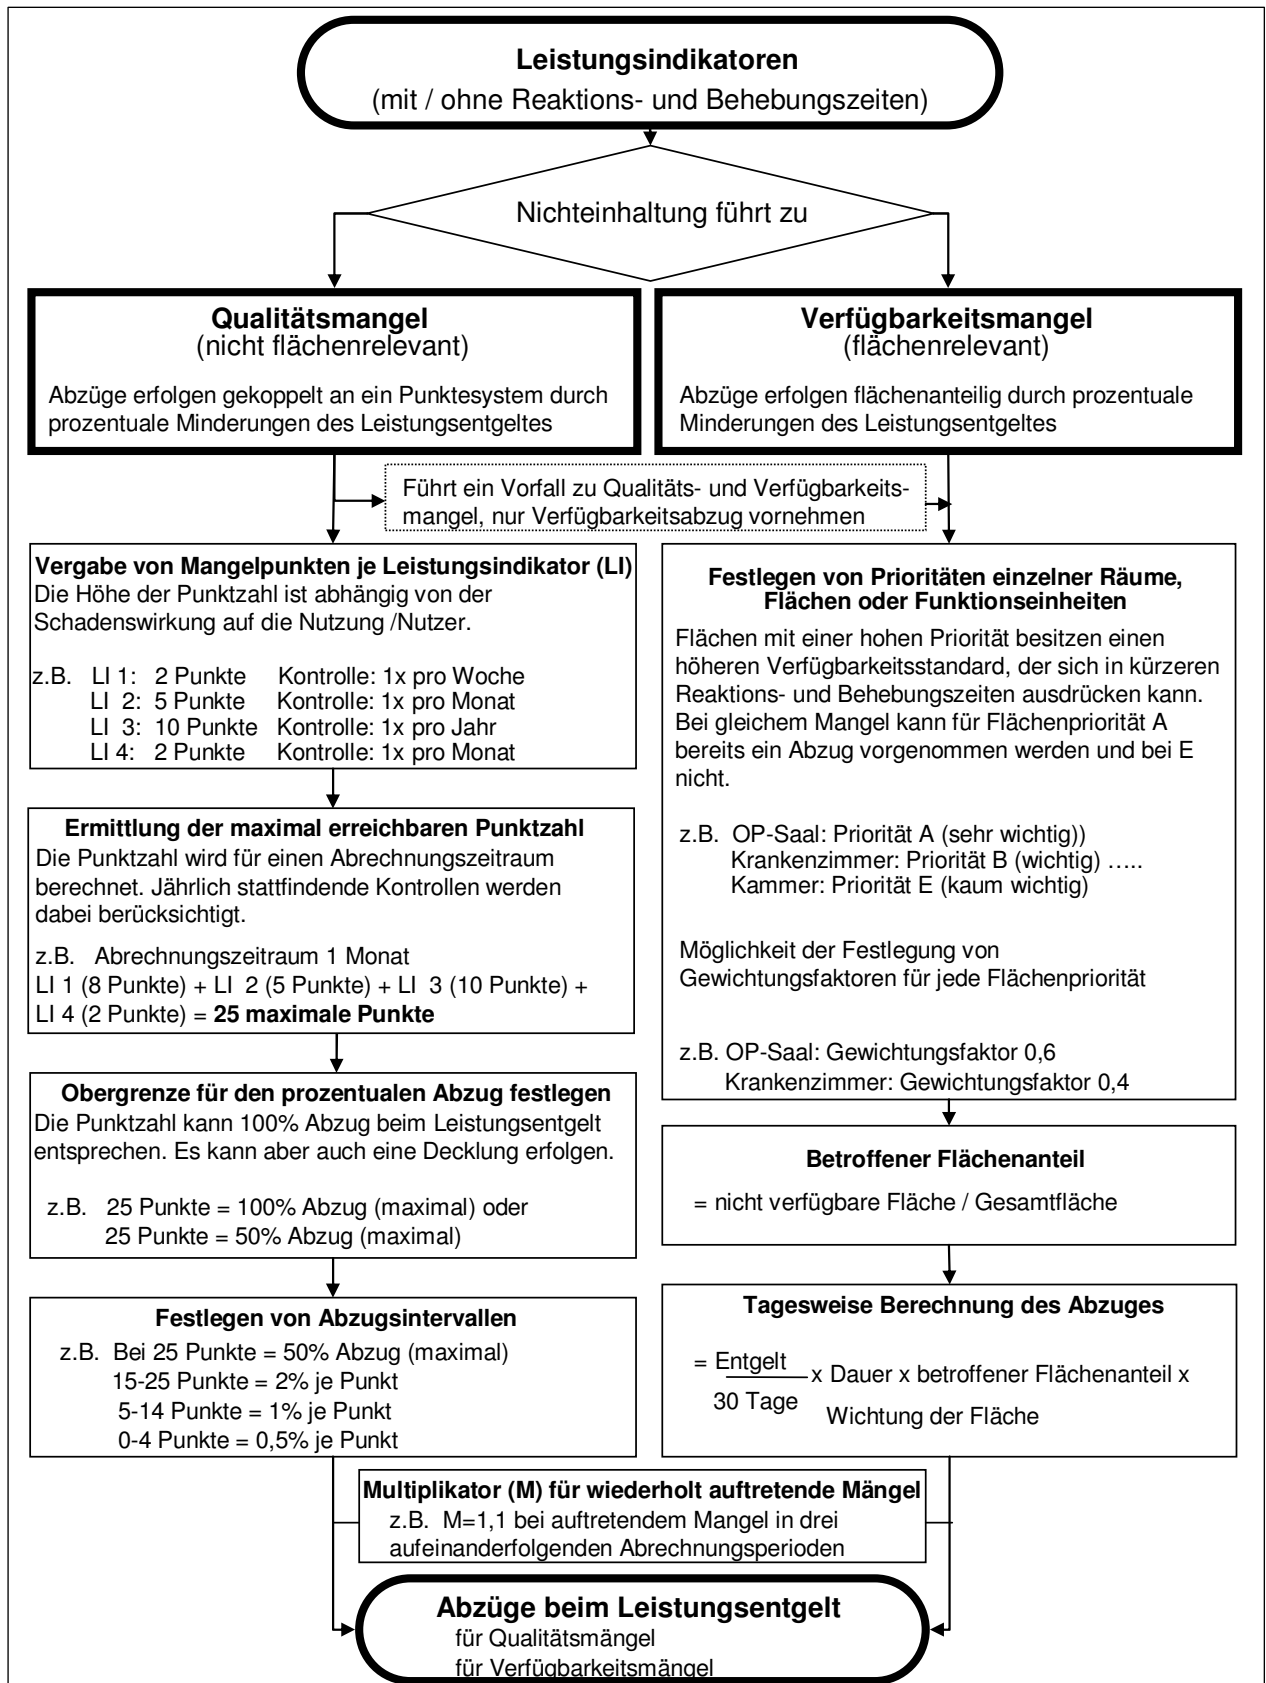 Leistungsindikatoren
(mit / ohne Reaktions- und Behebungszeiten)
Nichteinhaltung führt zu
Qualitätsmangel
(nicht flächenrelevant)
Abzüge erfolgen gekoppelt an ein Punktesystem durch
prozentuale Minderungen des Leistungsentgeltes
Verfügbarkeitsmangel
(flächenrelevant)
Abzüge erfolgen flächenanteilig durch prozentuale
Minderungen des Leistungsentgeltes
Führt ein Vorfall zu Qualitäts- und Verfügbarkeits-
mangel, nur Verfügbarkeitsabzug vornehmen
Vergabe von Mangelpunkten je Leistungsindikator (LI)
Die Höhe der Punktzahl ist abhängig von der
Schadenswirkung auf die Nutzung /Nutzer.
z.B. LI 1: 2 Punkte Kontrolle: 1x pro Woche
LI 2: 5 Punkte Kontrolle: 1x pro Monat
LI 3: 10 Punkte Kontrolle: 1x pro Jahr
LI 4: 2 Punkte Kontrolle: 1x pro Monat
Ermittlung der maximal erreichbaren Punktzahl
Die Punktzahl wird für einen Abrechnungszeitraum
berechnet. Jährlich stattfindende Kontrollen werden
dabei berücksichtigt.
z.B. Abrechnungszeitraum 1 Monat
LI 1 (8 Punkte) + LI 2 (5 Punkte) + LI 3 (10 Punkte) +
LI 4 (2 Punkte) = 25 maximale Punkte
Obergrenze für den prozentualen Abzug festlegen
Die Punktzahl kann 100% Abzug beim Leistungsentgelt
entsprechen. Es kann aber auch eine Decklung erfolgen.
z.B. 25 Punkte = 100% Abzug (maximal) oder
25 Punkte = 50% Abzug (maximal)
Festlegen von Abzugsintervallen
z.B. Bei 25 Punkte = 50% Abzug (maximal)
15-25 Punkte = 2% je Punkt
5-14 Punkte = 1% je Punkt
0-4 Punkte = 0,5% je Punkt
Festlegen von Prioritäten einzelner Räume,
Flächen oder Funktionseinheiten
Flächen mit einer hohen Priorität besitzen einen
höheren Verfügbarkeitsstandard, der sich in kürzeren
Reaktions- und Behebungszeiten ausdrücken kann.
Bei gleichem Mangel kann für Flächenpriorität A
bereits ein Abzug vorgenommen werden und bei E
nicht.
z.B. OP-Saal: Priorität A (sehr wichtig))
Krankenzimmer: Priorität B (wichtig) .....
Kammer: Priorität E (kaum wichtig)
Möglichkeit der Festlegung von
Gewichtungsfaktoren für jede Flächenpriorität
z.B. OP-Saal: Gewichtungsfaktor 0,6
Krankenzimmer: Gewichtungsfaktor 0,4
Betroffener Flächenanteil
= nicht verfügbare Fläche / Gesamtfläche
Tagesweise Berechnung des Abzuges
= Entgelt x Dauer x betroffener Flächenanteil x
30 Tage Wichtung der Fläche
Multiplikator (M) für wiederholt auftretende Mängel
z.B. M=1,1 bei auftretendem Mangel in drei
aufeinanderfolgenden Abrechnungsperioden
Abzüge beim Leistungsentgelt
für Qualitätsmängel
für Verfügbarkeitsmängel